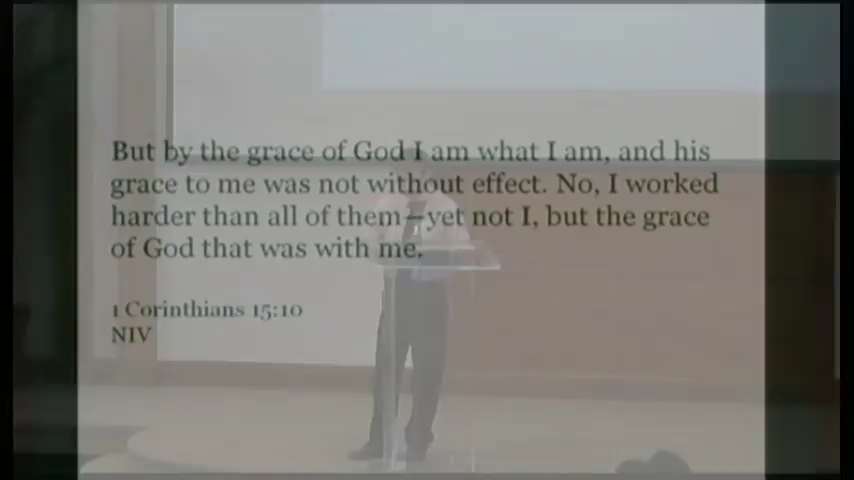 But by the grace of God I am what I am, and his
grace to me was not without effect. No, I worked
harder than all of them—yet not I, but the grace
of God that was with me.
1 Corinthians 15:10
NIV